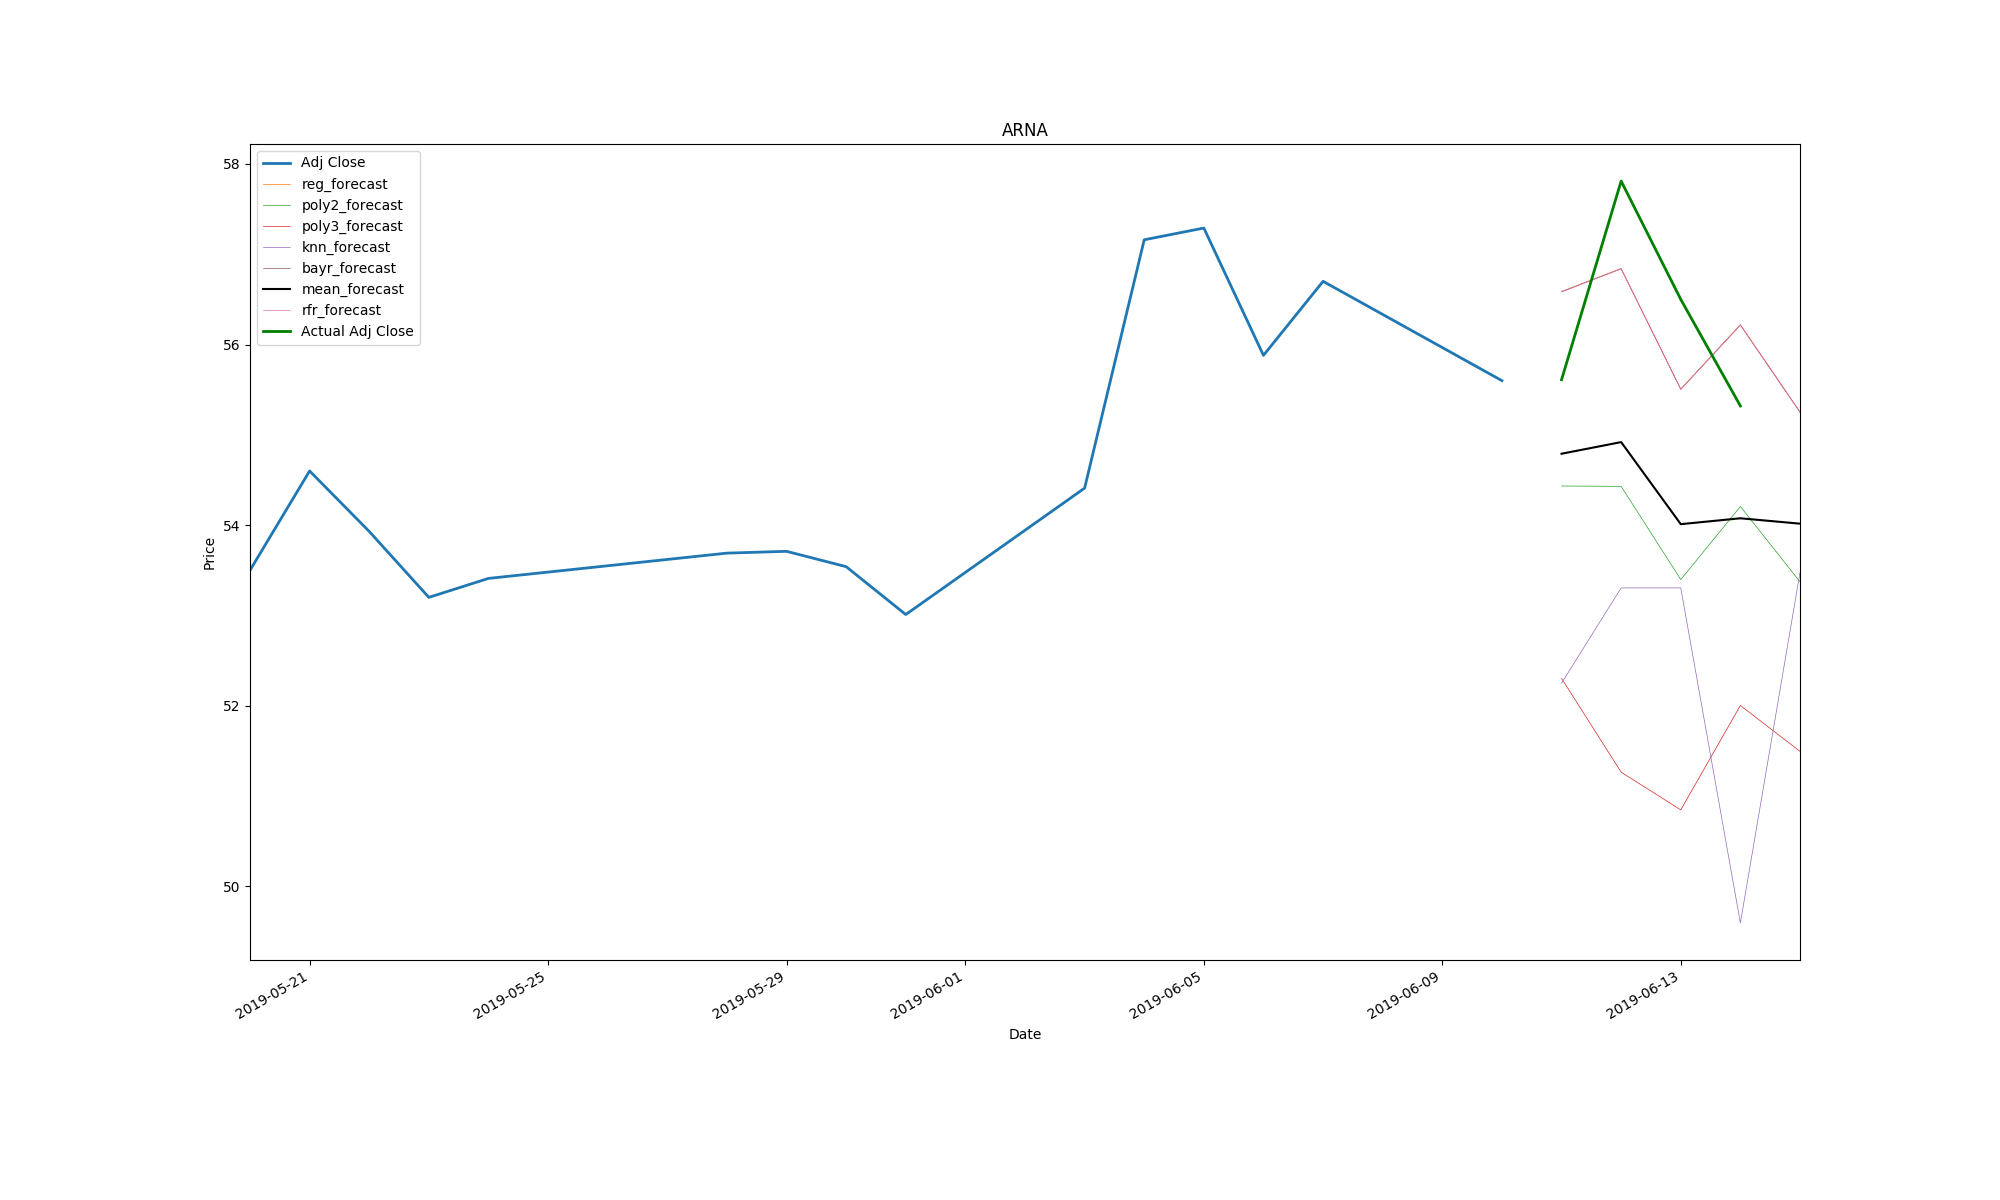 ARNA
Adj Close
reg_forecast
poly2_forecast
poly3_forecast
knn_forecast
bayr_forecast
mean_forecast
rfr_forecast
Actual Adj Close
58
56
54
52
50
Price
2019-05-21
2019-05-25
2019-05-29
2019-06-01
2019-06-05
2019-06-09
2019-06-13
Date